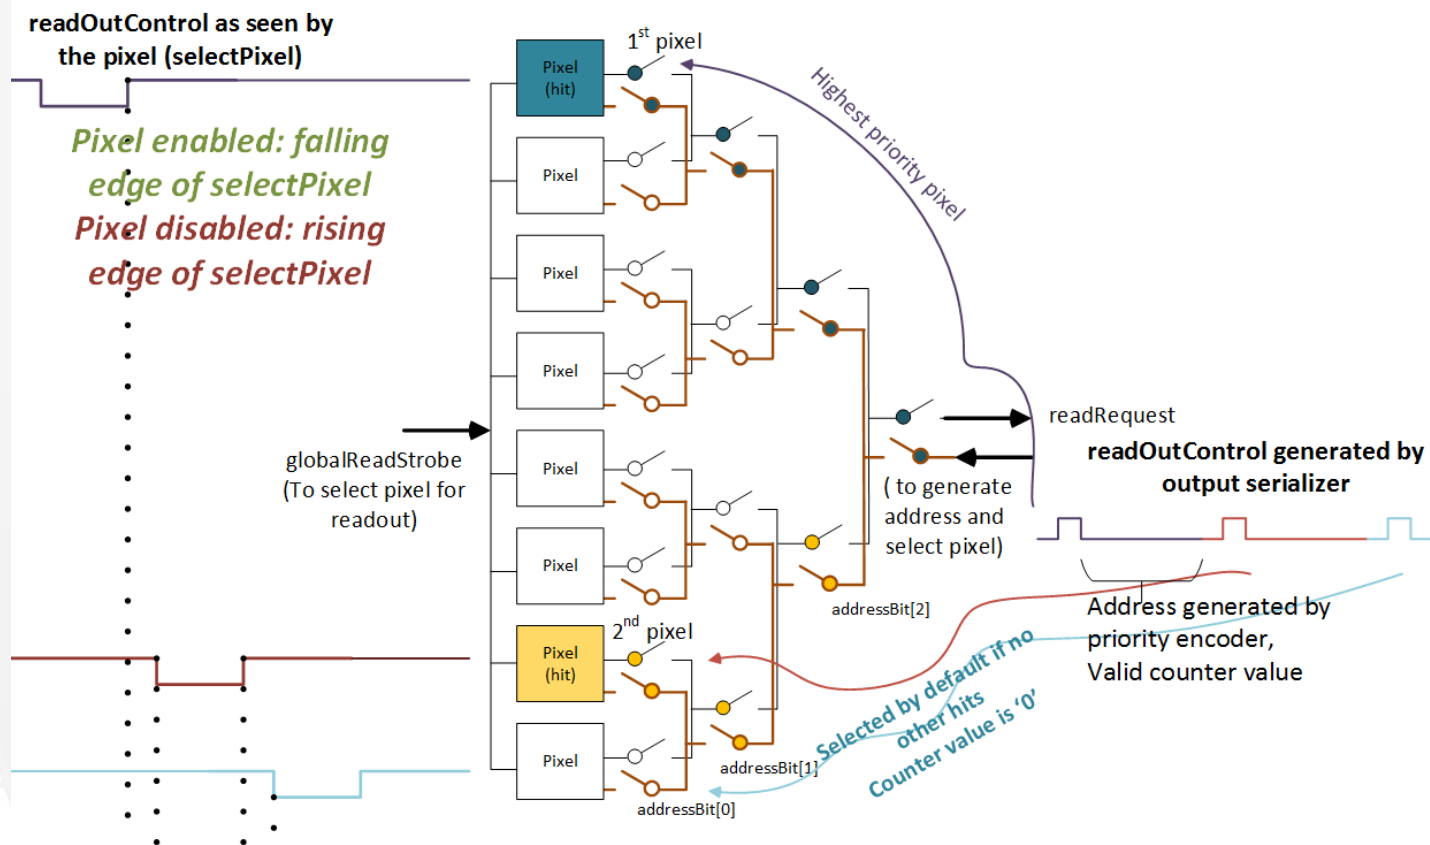 readOutControl as seen by
the pixel (selectPixel)
Pixel enabled: falling
edge of selectPixel
Pixel disabled: rising
edge of selectPixel
globalReadStrobe
(To select pixel for
readout)
Pixel
(hit)
Pixel
Pixel
Pixel
Pixel
Pixel
Pixel
(hit)
Pixel
1st pixel
2nd pixel
Highest priority pixel
readRequest
( to generate
address and
select pixel)
readOutControl generated by
output serializer
Address generated by
priority encoder,
Valid counter value
addressBit[2]
addressBit[1]
addressBit[0]
Selected by default if no
other hits
Counter value is ‘0’